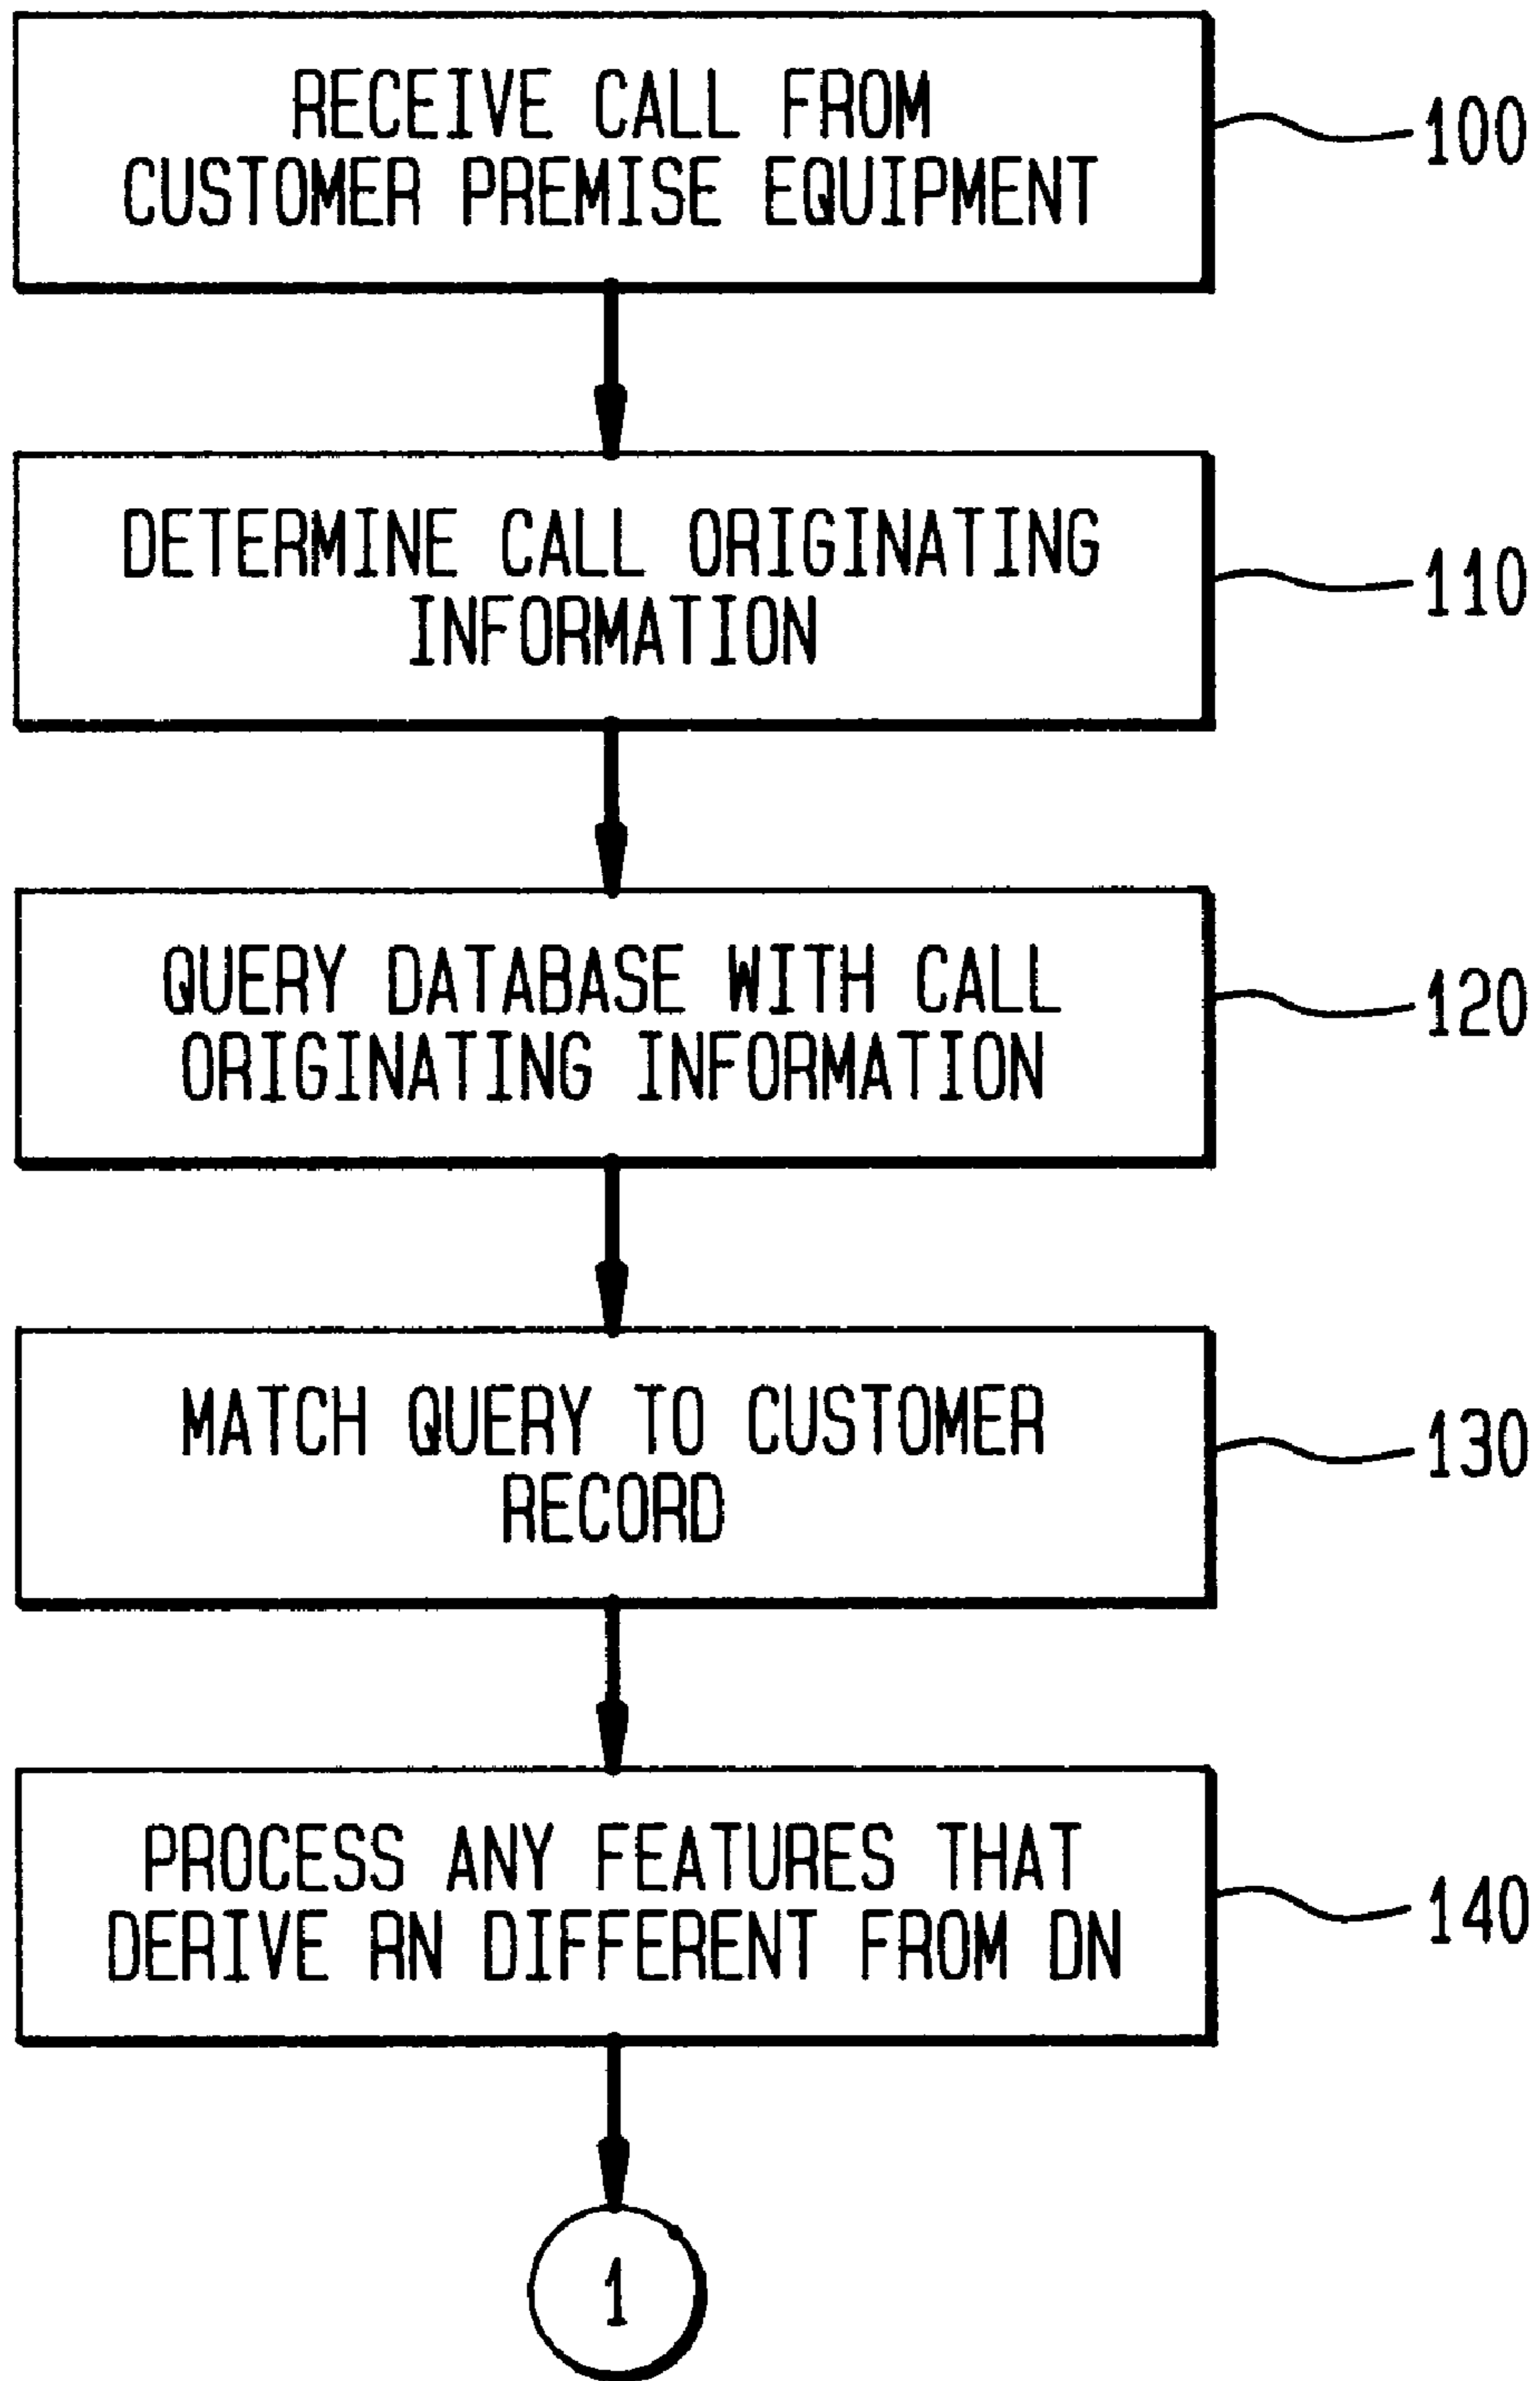 RECEIVE CALL FROM
CUSTOMER PREMISE EQUIPMENT
100
DETERMINE CALL ORIGINATING
INFORMATION
110
QUERY DATABASE WITH CALL
ORIGINATING INFORMATION
120
MATCH QUERY TO CUSTOMER
RECORD
130
PROCESS ANY FEATURES THAT
DERIVE RN DIFFERENT FROM DN
140
1